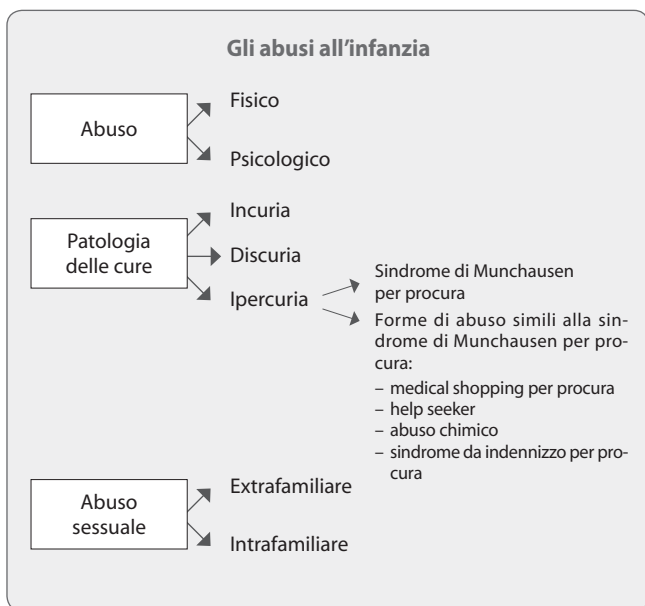 Gli abusi all'infanzia
Abuso
Fisico
Psicologico
Patologia
delle cure
Incuria
Discuria
Ipercuria
Sindrome di Munchausen
per procura
Forme di abuso simili alla sin-
drome di Munchausen per pro-
cura:
– medical shopping per procura
– help seeker
– abuso chimico
– sindrome da indennizzo per pro-
cura
Abuso
sessuale
Extrafamiliare
Intrafamiliare